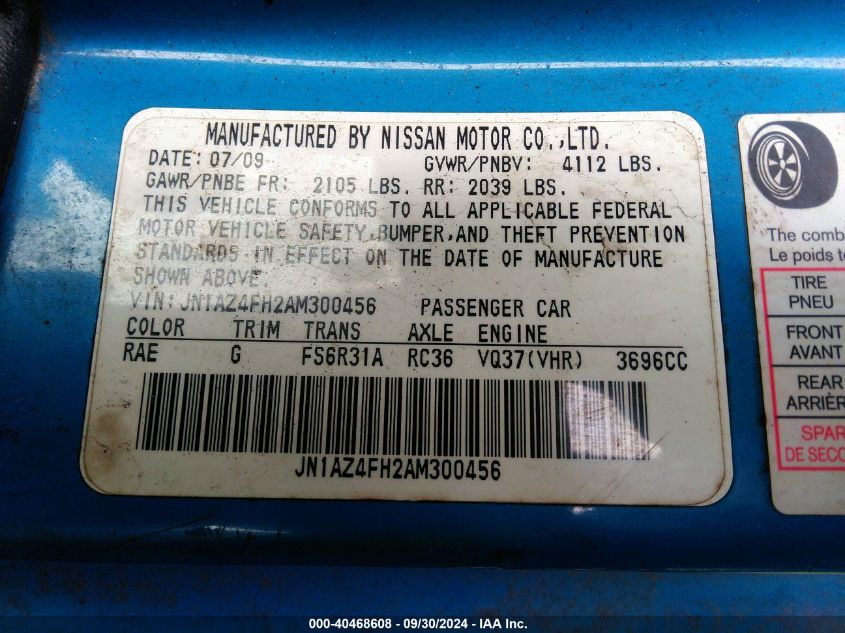 MANUFACTURED BY NISSAN MOTOR CO.,LTD.
DATE: 07/09 GVWR/PNBV: 4112 LBS.
GAWR/PNBE FR: 2105 LBS. RR: 2039 LBS.
THIS VEHICLE CONFORMS TO ALL APPLICABLE FEDERAL
MOTOR VEHICLE SAFETY,BUMPER,AND THEFT PREVENTION
STANDARDS IN EFFECT ON THE DATE OF MANUFACTURE
SHOWN ABOVE
VIN:JN1AZ4FH2AM300456 PASSENGER CAR
COLOR TRIM TRANS AXLE ENGINE
RAE G FS6R31A RC36 VQ37(VHR) 3696CC
JN1AZ4FH2AM300456
The comb
Le poids t
TIRE
PNEU
FRONT
AVANT
REAR
ARRIÈR
SPAR
DE SECO
000-40468608 - 09/30/2024 - IAA Inc.